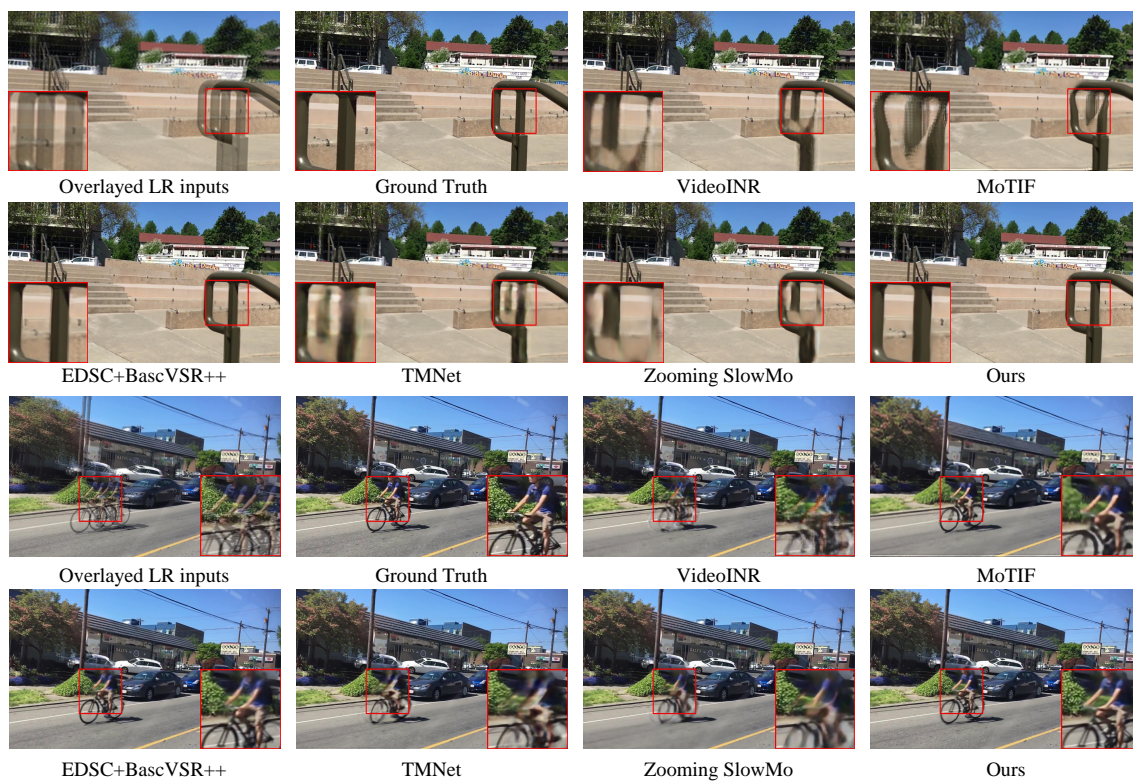 Overlayed LR inputs Ground Truth VideoINR MoTIF
EDSC+BascVSR++ TMNet Zooming SlowMo Ours
Overlayed LR inputs Ground Truth VideoINR MoTIF
EDSC+BascVSR++ TMNet Zooming SlowMo Ours